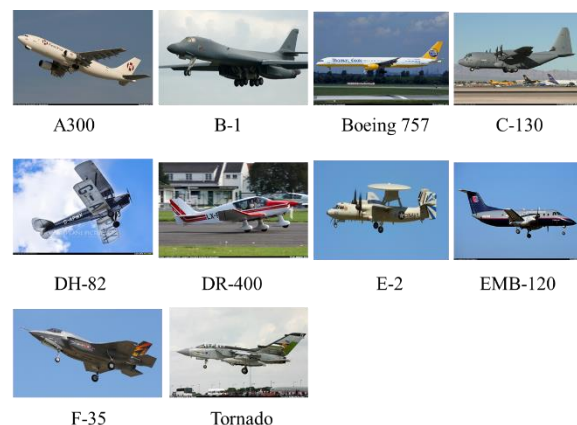 A300
B-1
Boeing 757
C-130
DH-82
DR-400
E-2
EMB-120
F-35
Tornado